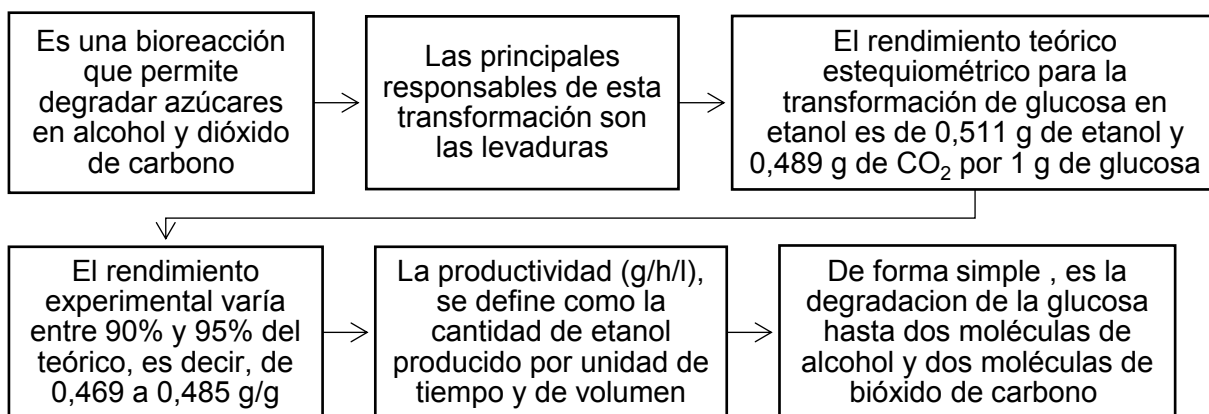 Es una bioreacción
que permite
degradar azúcares
en alcohol y dióxido
de carbono
Las principales
responsables de esta
transformación son
las levaduras
El rendimiento teórico
estequiométrico para la
transformación de glucosa en
etanol es de 0,511 g de etanol y
0,489 g de CO₂ por 1 g de glucosa
El rendimiento
experimental varía
entre 90% y 95% del
teórico, es decir, de
0,469 a 0,485 g/g
La productividad (g/h/l),
se define como la
cantidad de etanol
producido por unidad de
tiempo y de volumen
De forma simple , es la
degradacion de la glucosa
hasta dos moléculas de
alcohol y dos moléculas de
bióxido de carbono